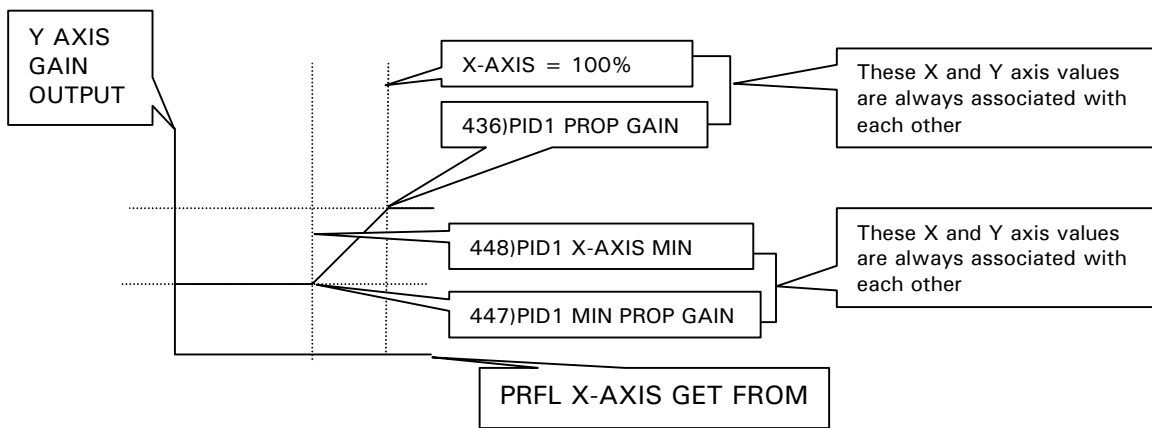 Y AXIS
GAIN
OUTPUT
X-AXIS = 100%
436)PID1 PROP GAIN
These X and Y axis values
are always associated with
each other
448)PID1 X-AXIS MIN
447)PID1 MIN PROP GAIN
These X and Y axis values
are always associated with
each other
PRFL X-AXIS GET FROM